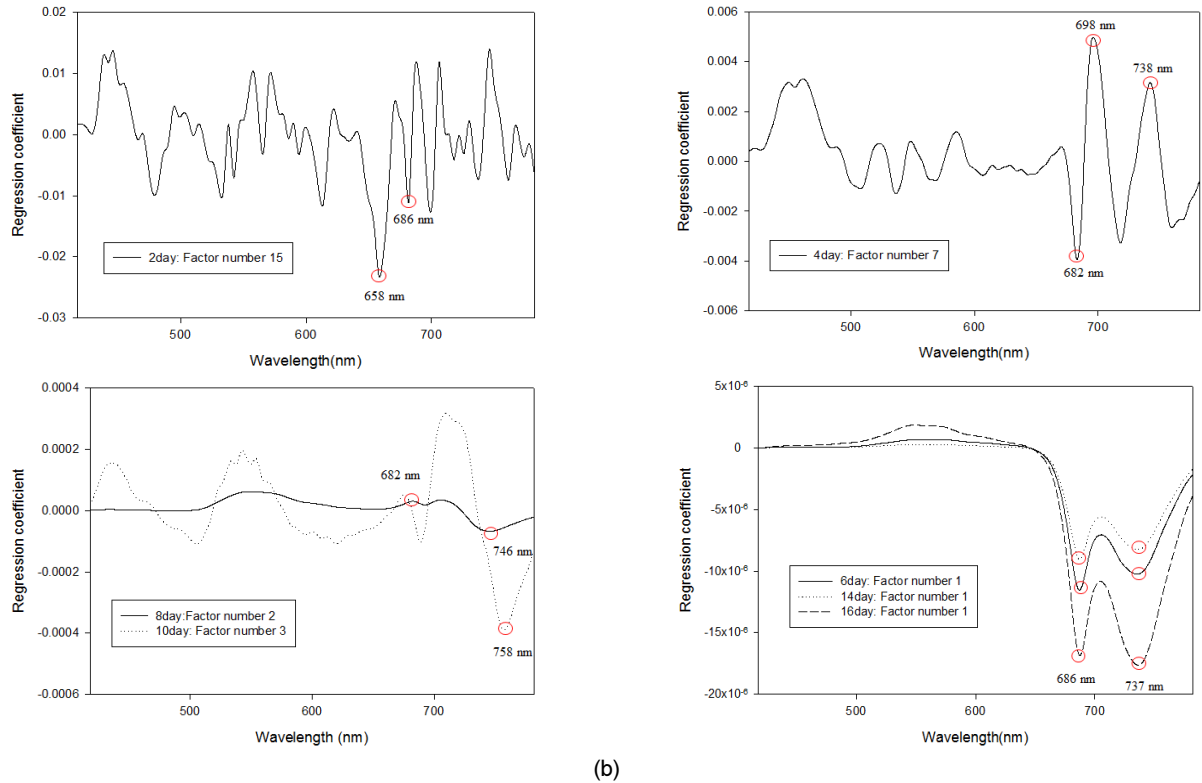 0.03
0.02
0.01
0.00
-0.01
-0.02
-0.03
Regression coefficient
686 nm
658 nm
2day: Factor number 15
500
600
700
Wavelength(nm)
0.006
0.004
0.002
0.000
-0.002
-0.004
-0.006
Regression coefficient
698 nm
738 nm
682 nm
4day: Factor number 7
500
600
700
Wavelength(nm)
0.0004
0.0002
0.0000
-0.0002
-0.0004
-0.0006
Regression coefficient
682 nm
746 nm
758 nm
8day:Factor number 2
10day: Factor number 3
500
600
700
Wavelength (nm)
5x10⁻⁶
0
-5x10⁻⁶
-10x10⁻⁶
-15x10⁻⁶
-20x10⁻⁶
Regression coefficient
6day: Factor number 1
14day: Factor number 1
16day: Factor number 1
686 nm
737 nm
500
600
700
Wavelength(nm)
(b)